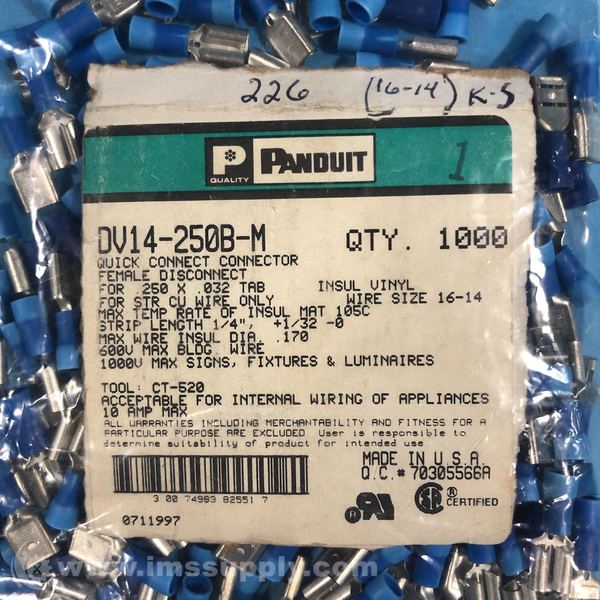 226 (16-14) K-5
P QUALITY PANDUIT 1
DV14-250B-M QTY. 1000
QUICK CONNECT CONNECTOR
FEMALE DISCONNECT
FOR .250 X .032 TAB INSUL VINYL
FOR STR CU WIRE ONLY WIRE SIZE 16-14
MAX TEMP RATE OF INSUL MAT 105C
STRIP LENGTH 1/4", +1/32 -0
MAX WIRE INSUL DIA. .170
600V MAX BLDG. WIRE
1000V MAX SIGNS, FIXTURES & LUMINAIRES
TOOL: CT-520
ACCEPTABLE FOR INTERNAL WIRING OF APPLIANCES
10 AMP MAX
ALL WARRANTIES INCLUDING MERCHANTABILITY AND FITNESS FOR A
PARTICULAR PURPOSE ARE EXCLUDED User is responsible to
determine suitability of product for intended use
MADE IN U.S.A.
Q.C.# 70305566A
3 00 74983 82551 7
UR ® SA ® CERTIFIED
0711997
www.imssupply.com